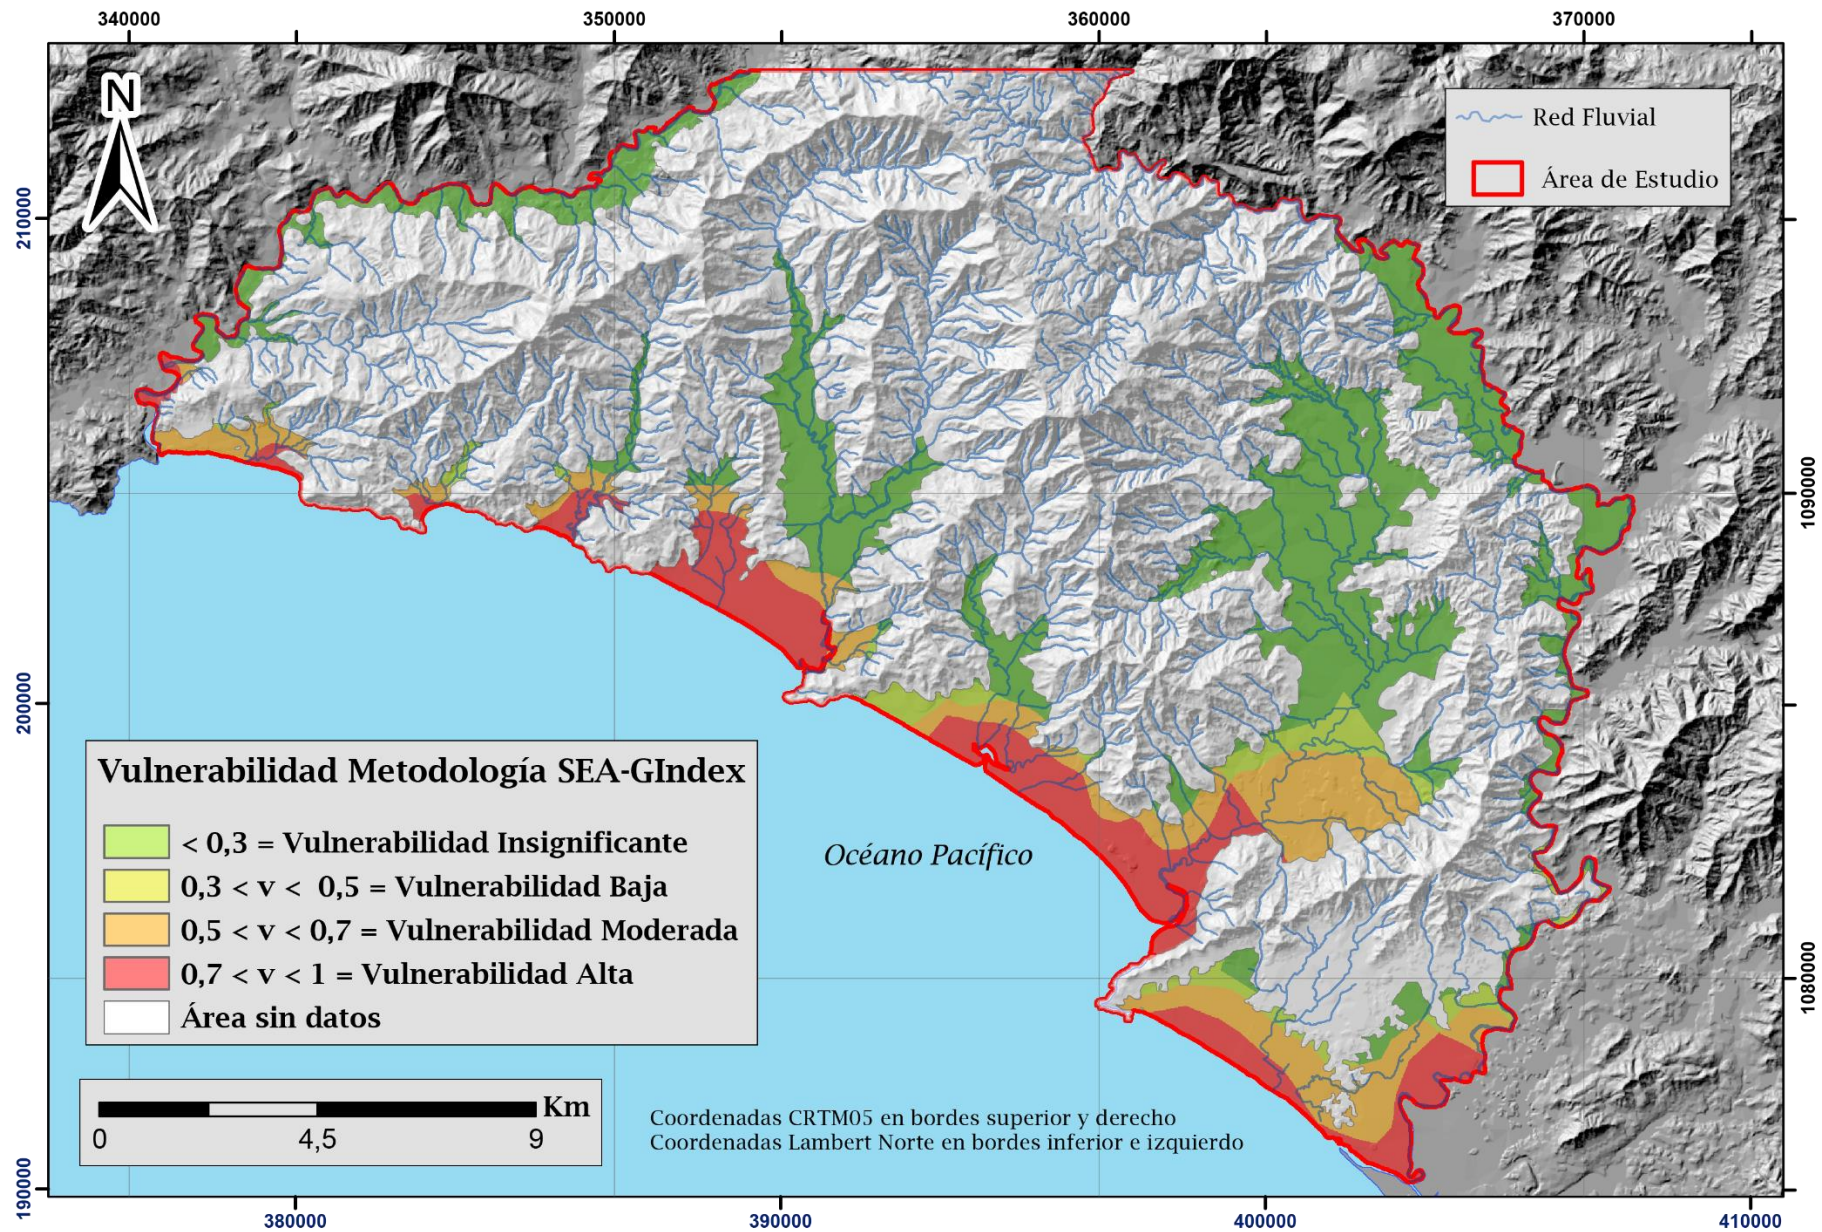 340000 350000 360000 370000
N
Red Fluvial
Área de Estudio
210000
1090000
200000
Vulnerabilidad Metodología SEA-GIndex
< 0,3 = Vulnerabilidad Insignificante
0,3 < v < 0,5 = Vulnerabilidad Baja
0,5 < v < 0,7 = Vulnerabilidad Moderada
0,7 < v < 1 = Vulnerabilidad Alta
Área sin datos
Océano Pacífico
1080000
Km
0 4,5 9
Coordenadas CRTM05 en bordes superior y derecho
Coordenadas Lambert Norte en bordes inferior e izquierdo
190000
380000 390000 400000 410000